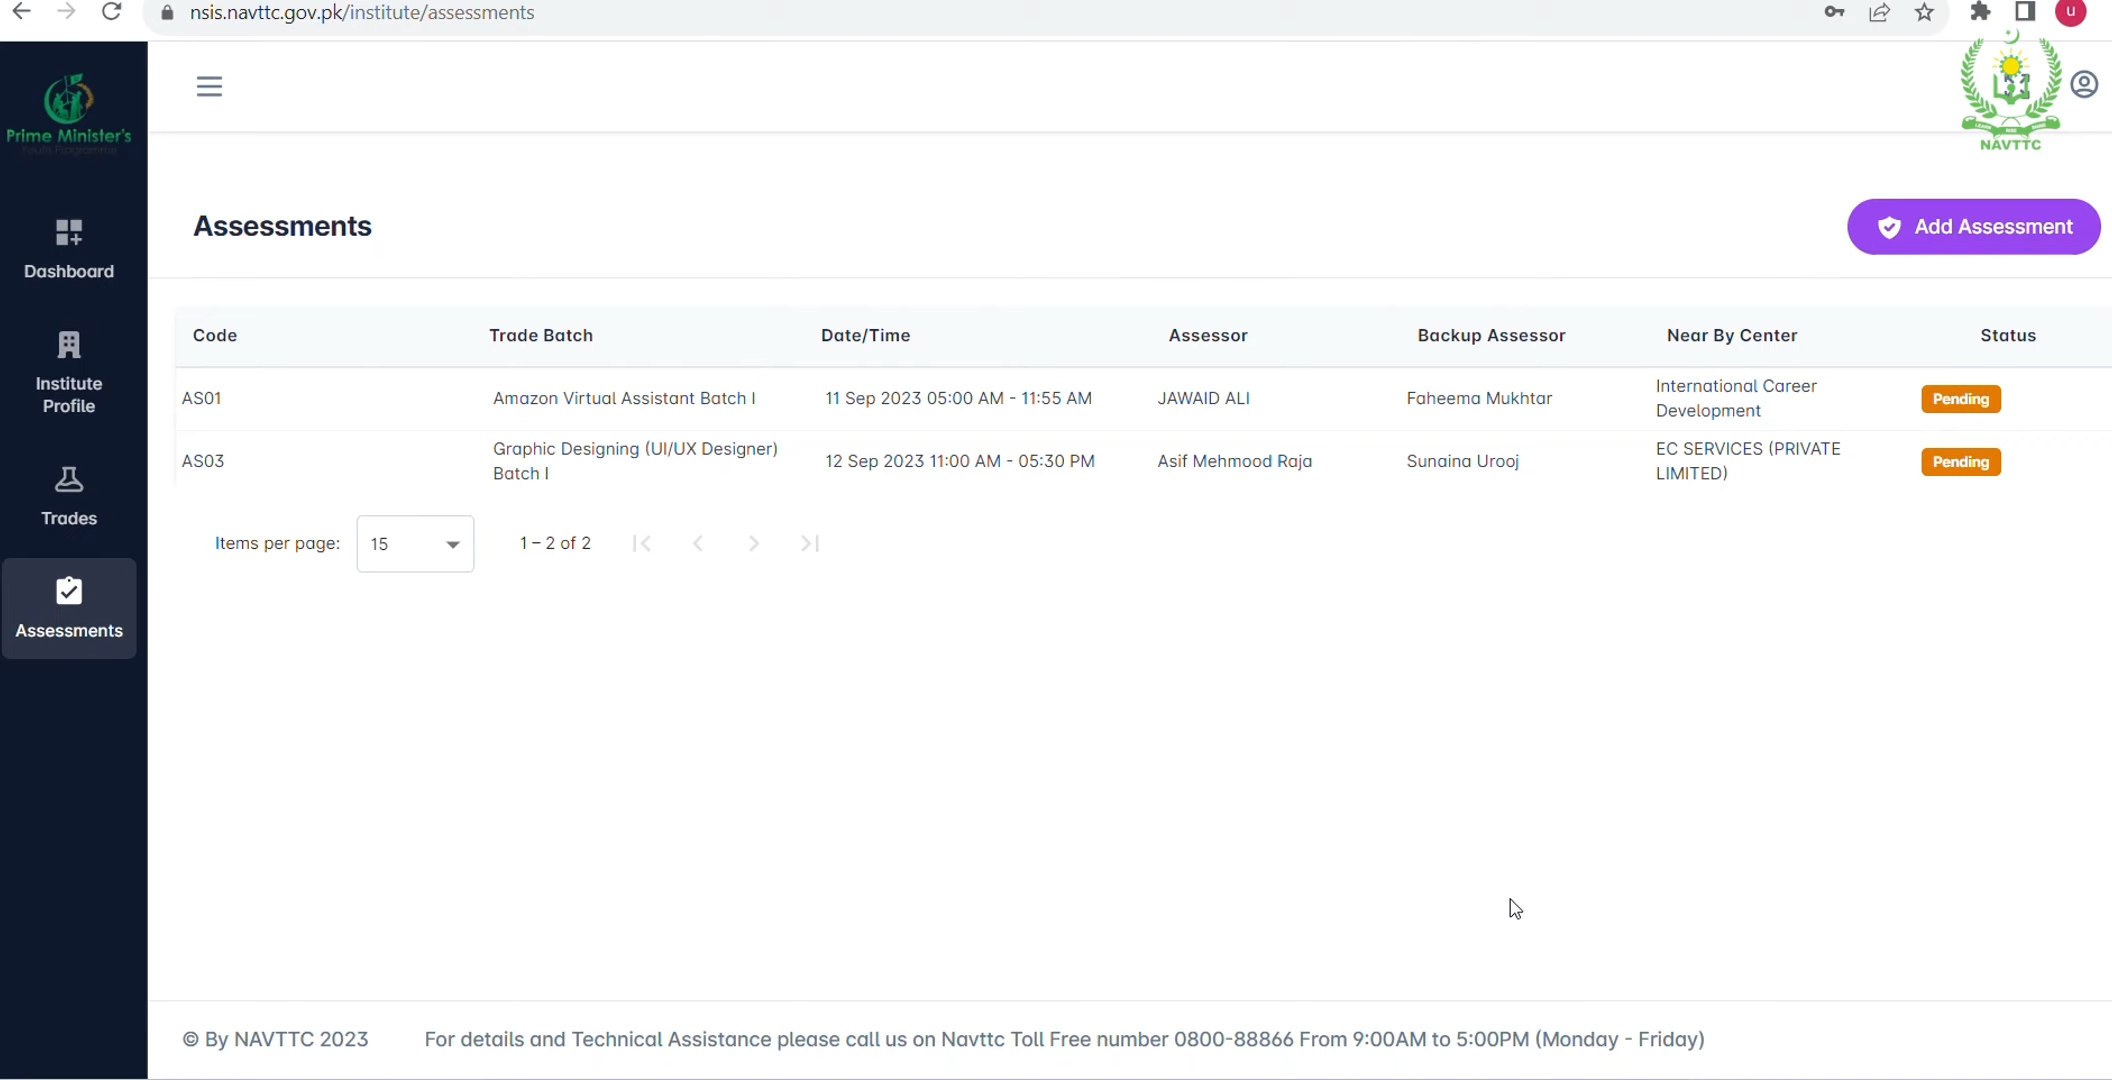 nsis.navttc.gov.pk/institute/assessments
u
Prime Minister's
Youth Programme
NAVTTC
Dashboard
Institute
Profile
Trades
Assessments
Assessments
Add Assessment
Code Trade Batch Date/Time Assessor Backup Assessor Near By Center Status
AS01 Amazon Virtual Assistant Batch I 11 Sep 2023 05:00 AM - 11:55 AM JAWAID ALI Faheema Mukhtar International Career
Development Pending
AS03 Graphic Designing (UI/UX Designer)
Batch I 12 Sep 2023 11:00 AM - 05:30 PM Asif Mehmood Raja Sunaina Urooj EC SERVICES (PRIVATE
LIMITED) Pending
Items per page: 15 1 – 2 of 2
© By NAVTTC 2023 For details and Technical Assistance please call us on Navttc Toll Free number 0800-88866 From 9:00AM to 5:00PM (Monday - Friday)